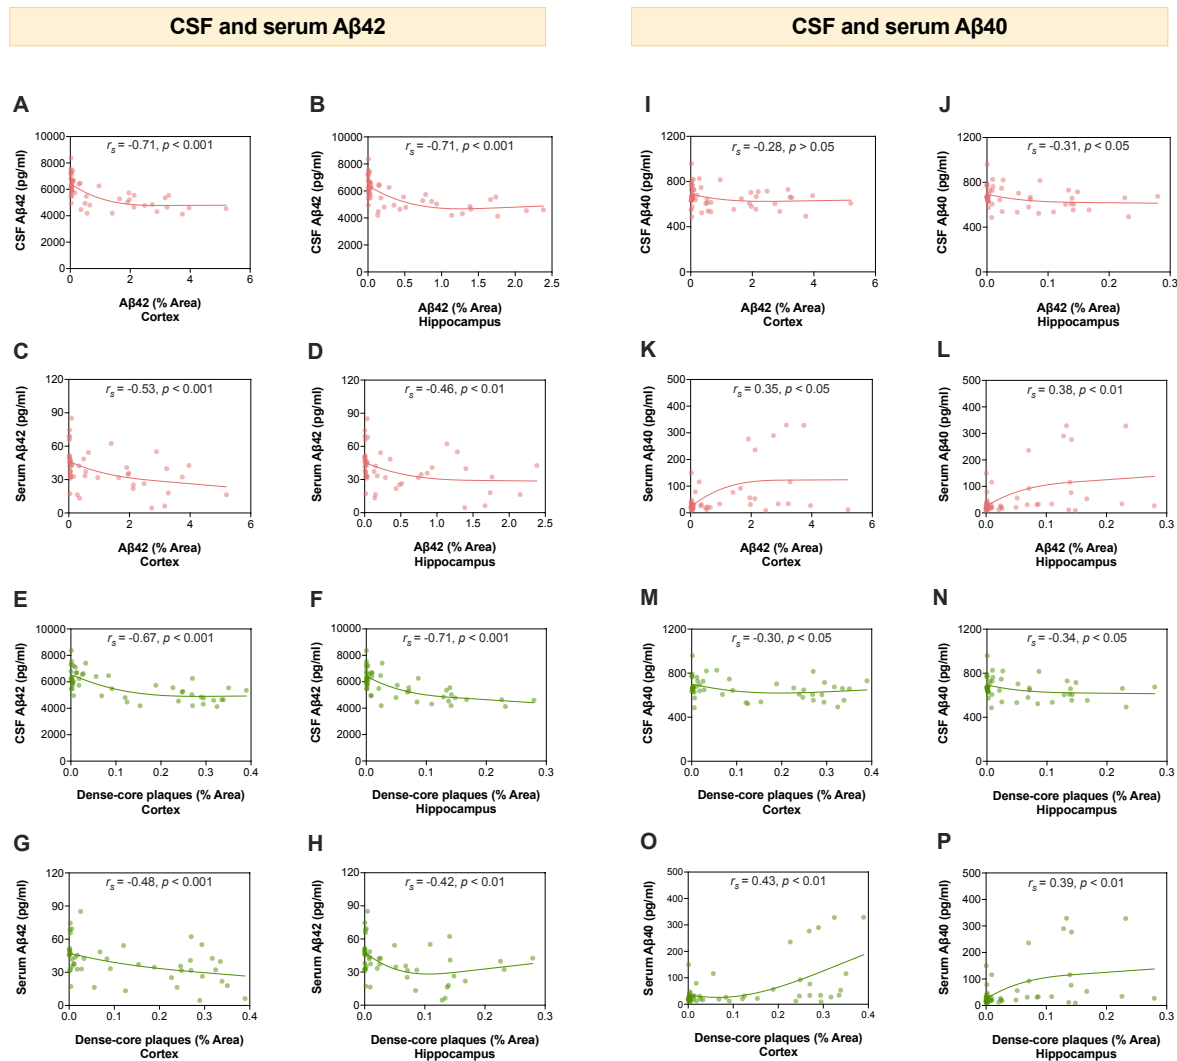 CSF and serum Aβ42
CSF and serum Aβ40
A
rs = -0.71, p < 0.001
CSF Aβ42 (pg/ml)
10000
8000
6000
4000
2000
0
0 2 4 6
Aβ42 (% Area)
Cortex
B
rs = -0.71, p < 0.001
CSF Aβ42 (pg/ml)
10000
8000
6000
4000
2000
0
0.0 0.5 1.0 1.5 2.0 2.5
Aβ42 (% Area)
Hippocampus
I
rs = -0.28, p > 0.05
CSF Aβ40 (pg/ml)
1200
800
400
0
0 2 4 6
Aβ42 (% Area)
Cortex
J
rs = -0.31, p < 0.05
CSF Aβ40 (pg/ml)
1200
800
400
0
0.0 0.1 0.2 0.3
Aβ42 (% Area)
Hippocampus
C
rs = -0.53, p < 0.001
Serum Aβ42 (pg/ml)
120
90
60
30
0
0 2 4 6
Aβ42 (% Area)
Cortex
D
rs = -0.46, p < 0.01
Serum Aβ42 (pg/ml)
120
90
60
30
0
0.0 0.5 1.0 1.5 2.0 2.5
Aβ42 (% Area)
Hippocampus
K
rs = 0.35, p < 0.05
Serum Aβ40 (pg/ml)
500
400
300
200
100
0
0 2 4 6
Aβ42 (% Area)
Cortex
L
rs = 0.38, p < 0.01
Serum Aβ40 (pg/ml)
500
400
300
200
100
0
0.0 0.1 0.2 0.3
Aβ42 (% Area)
Hippocampus
E
rs = -0.67, p < 0.001
CSF Aβ42 (pg/ml)
10000
8000
6000
4000
2000
0
0.0 0.1 0.2 0.3 0.4
Dense-core plaques (% Area)
Cortex
F
rs = -0.71, p < 0.001
CSF Aβ42 (pg/ml)
10000
8000
6000
4000
2000
0
0.0 0.1 0.2 0.3
Dense-core plaques (% Area)
Hippocampus
M
rs = -0.30, p < 0.05
CSF Aβ40 (pg/ml)
1200
800
400
0
0.0 0.1 0.2 0.3 0.4
Dense-core plaques (% Area)
Cortex
N
rs = -0.34, p < 0.05
CSF Aβ40 (pg/ml)
1200
800
400
0
0.0 0.1 0.2 0.3
Dense-core plaques (% Area)
Hippocampus
G
rs = -0.48, p < 0.001
Serum Aβ42 (pg/ml)
120
90
60
30
0
0.0 0.1 0.2 0.3 0.4
Dense-core plaques (% Area)
Cortex
H
rs = -0.42, p < 0.01
Serum Aβ42 (pg/ml)
120
90
60
30
0
0.0 0.1 0.2 0.3
Dense-core plaques (% Area)
Hippocampus
O
rs = 0.43, p < 0.01
Serum Aβ40 (pg/ml)
500
400
300
200
100
0
0.0 0.1 0.2 0.3 0.4
Dense-core plaques (% Area)
Cortex
P
rs = 0.39, p < 0.01
Serum Aβ40 (pg/ml)
500
400
300
200
100
0
0.0 0.1 0.2 0.3
Dense-core plaques (% Area)
Hippocampus